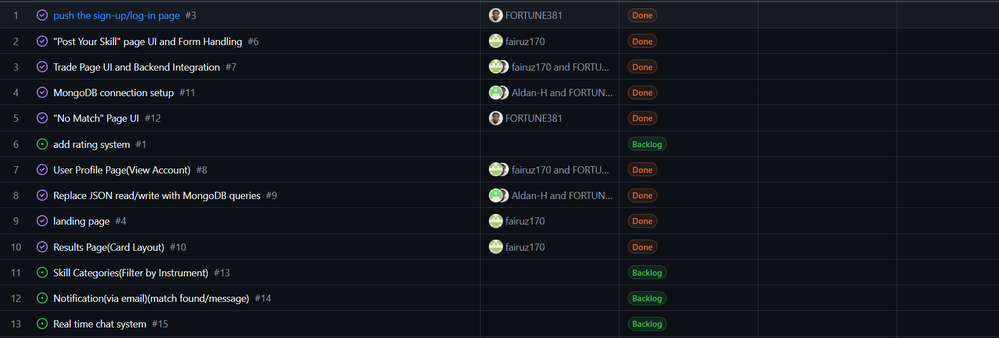 1 push the sign-up/log-in page #3 FORTUNE381 Done
2 "Post Your Skill" page UI and Form Handling #6 fairuz170 Done
3 Trade Page UI and Backend Integration #7 fairuz170 and FORTU... Done
4 MongoDB connection setup #11 Aldan-H and FORTUN... Done
5 "No Match" Page UI #12 FORTUNE381 Done
6 add rating system #1 Backlog
7 User Profile Page(View Account) #8 fairuz170 and FORTU... Done
8 Replace JSON read/write with MongoDB queries #9 Aldan-H and FORTUN... Done
9 landing page #4 fairuz170 Done
10 Results Page(Card Layout) #10 fairuz170 Done
11 Skill Categories(Filter by Instrument) #13 Backlog
12 Notification(via email)(match found/message) #14 Backlog
13 Real time chat system #15 Backlog